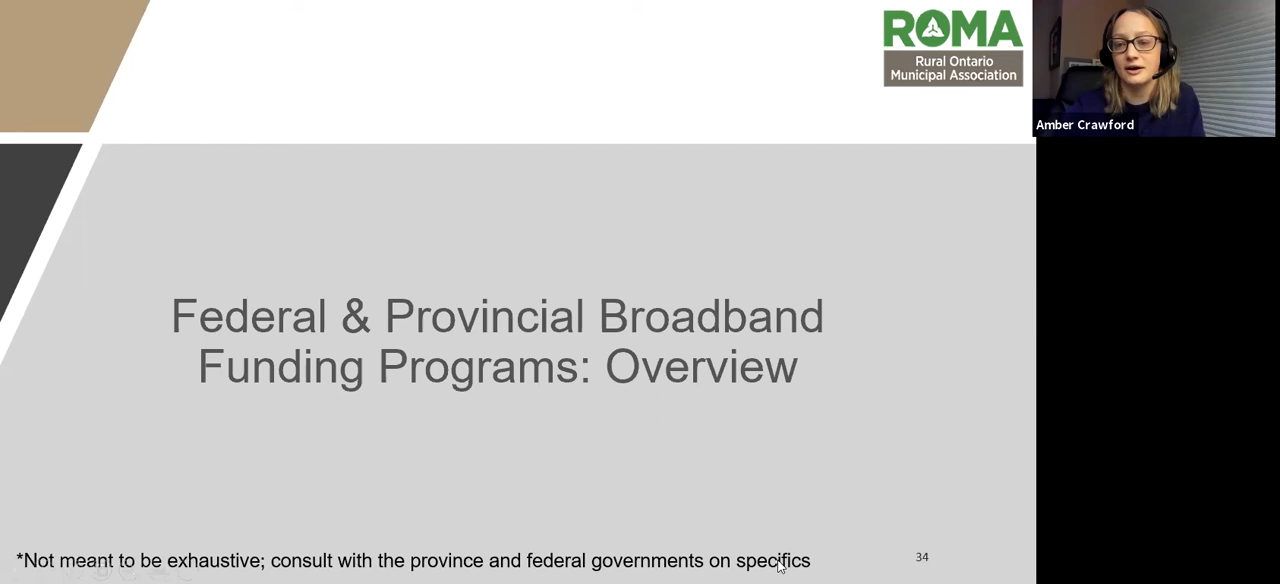 ROMA
Rural Ontario
Municipal Association
Amber Crawford
Federal & Provincial Broadband
Funding Programs: Overview
*Not meant to be exhaustive; consult with the province and federal governments on specifics
34